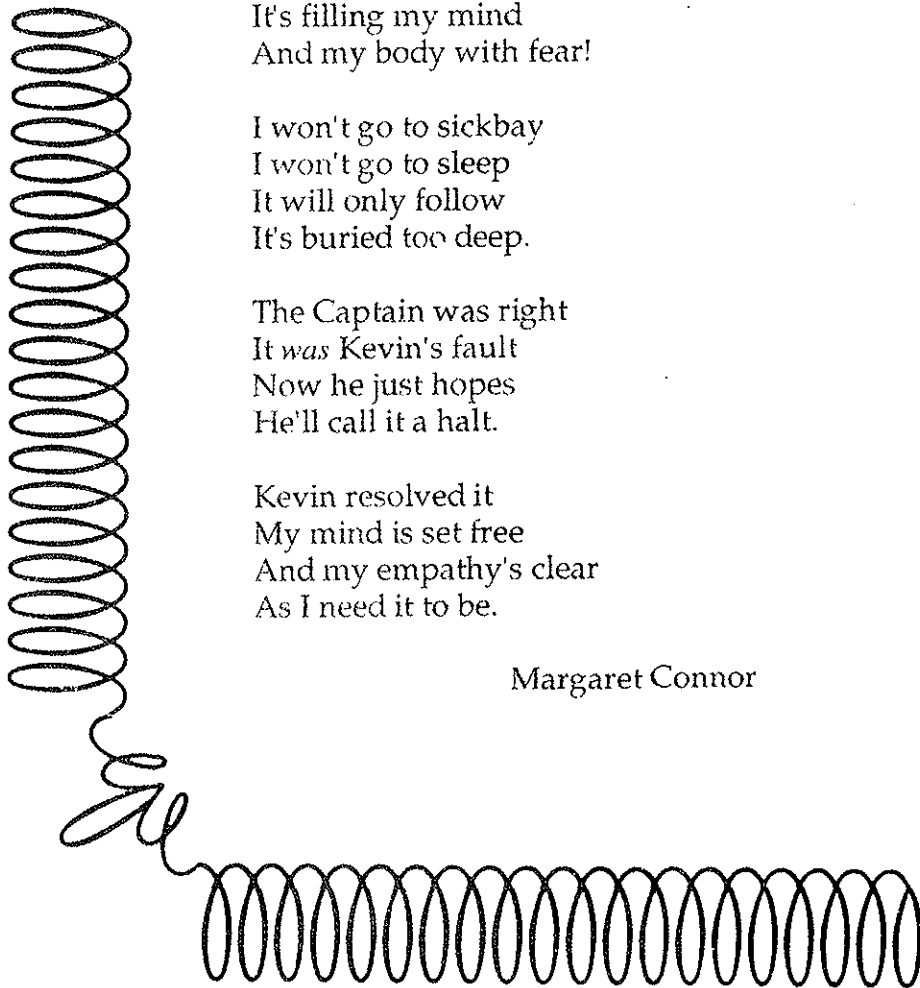 It's filling my mind
And my body with fear!
I won't go to sickbay
I won't go to sleep
It will only follow
It's buried too deep.
The Captain was right
It was Kevin's fault
Now he just hopes
He'll call it a halt.
Kevin resolved it
My mind is set free
And my empathy's clear
As I need it to be.
Margaret Connor